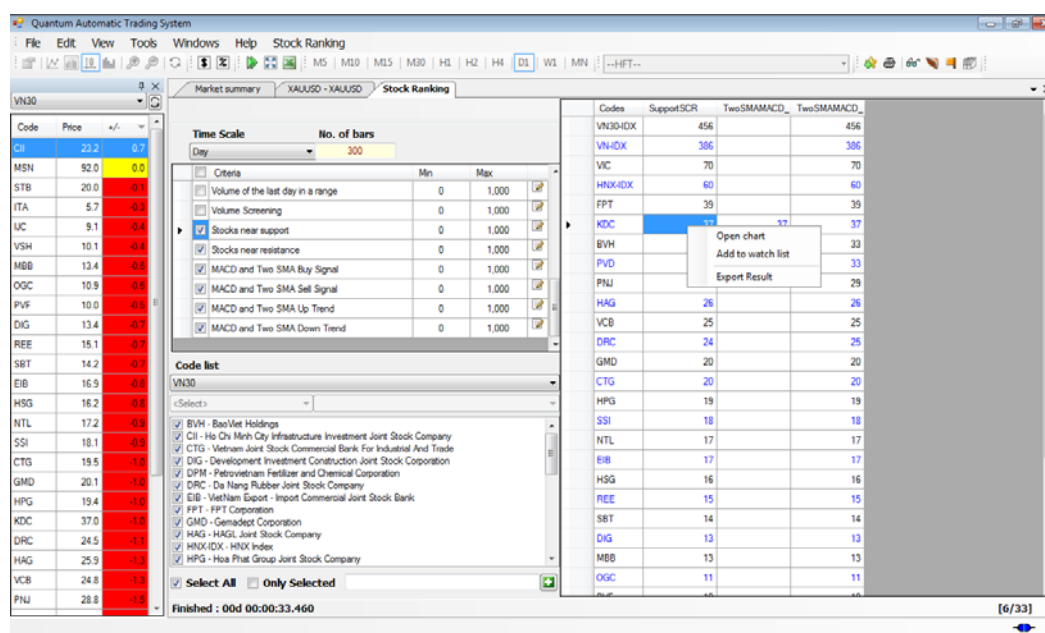 Quantum Automatic Trading System
File Edit View Tools Windows Help Stock Ranking
M5 M10 M15 M30 H1 H2 H4 D1 W1 MN --HFT--
VN30
Market summary XAUUSD - XAUUSD Stock Ranking
Code Price +/-
CII 23.2 0.7
MSN 92.0 0.0
STB 20.0 -0.1
ITA 5.7 -0.3
IJC 9.1 -0.4
VSH 10.1 -0.4
MBB 13.4 -0.5
OGC 10.9 -0.5
PVF 10.0 -0.6
DIG 13.4 -0.7
REE 15.1 -0.7
SBT 14.2 -0.7
EIB 16.9 -0.8
HSG 16.2 -0.8
NTL 17.2 -0.9
SSI 18.1 -0.9
CTG 19.5 -1.0
GMD 20.1 -1.0
HPG 19.4 -1.0
KDC 37.0 -1.0
DRC 24.5 -1.1
HAG 25.9 -1.3
VCB 24.8 -1.3
PNJ 28.8 -1.5
Time Scale No. of bars
Day 300
Criteria Min Max
Volume of the last day in a range 0 1,000
Volume Screening 0 1,000
Stocks near support 0 1,000
Stocks near resistance 0 1,000
MACD and Two SMA Buy Signal 0 1,000
MACD and Two SMA Sell Signal 0 1,000
MACD and Two SMA Up Trend 0 1,000
MACD and Two SMA Down Trend 0 1,000
Code list
VN30
<Select>
BVH - BaoViet Holdings
CII - Ho Chi Minh City Infrastructure Investment Joint Stock Company
CTG - Vietnam Joint Stock Commercial Bank For Industrial And Trade
DIG - Development Investment Construction Joint Stock Corporation
DPM - Petrovietnam Fertilizer and Chemical Corporation
DRC - Da Nang Rubber Joint Stock Company
EIB - VietNam Export - Import Commercial Joint Stock Bank
FPT - FPT Corporation
GMD - Gemadept Corporation
HAG - HAGL Joint Stock Company
HNX-IDX - HNX Index
HPG - Hoa Phat Group Joint Stock Company
Select All Only Selected
Finished : 00d 00:00:33.460
Codes SupportSCR TwoSMAMACD_ TwoSMAMACD_
VN30-IDX 456 456
VN-IDX 386 386
VIC 70 70
HNX-IDX 60 60
FPT 39 39
KDC 37 37 37
BVH 33
PVD 33
PNJ 29
Open chart
Add to watch list
Export Result
HAG 26 26
VCB 25 25
DRC 24 25
GMD 20 20
CTG 20 20
HPG 19 19
SSI 18 18
NTL 17 17
EIB 17 17
HSG 16 16
REE 15 15
SBT 14 14
DIG 13 13
MBB 13 13
OGC 11 11
[6/33]